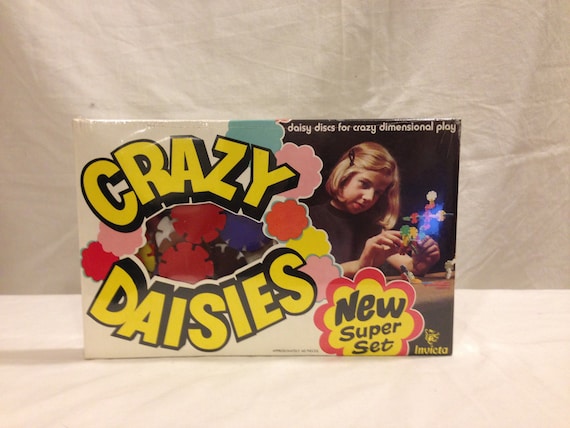 daisy discs for crazy dimensional play
CRAZY
DAISIES
New
Super
Set
Invicta